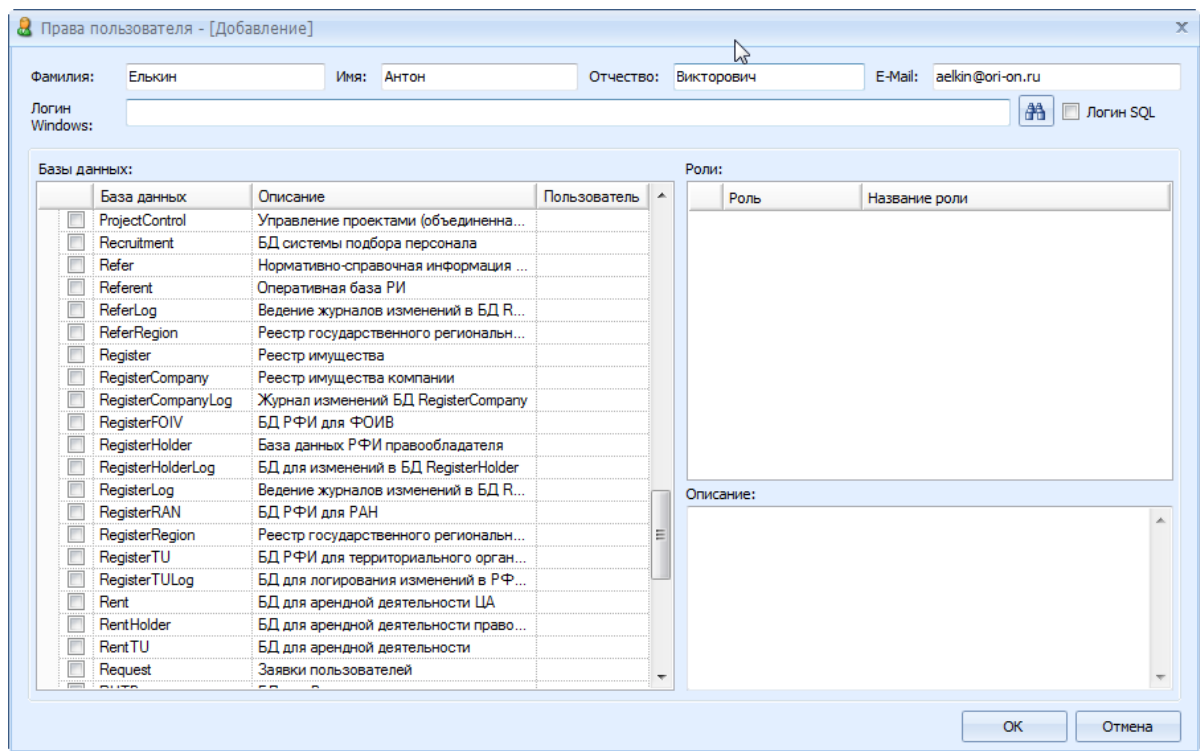 Права пользователя - [Добавление]
Фамилия: Елькин Имя: Антон Отчество: Викторович E-Mail: aelkin@ori-on.ru
Логин Windows: Логин SQL
Базы данных:
База данных Описание Пользователь
ProjectControl Управление проектами (объединенна...
Recruitment БД системы подбора персонала
Refer Нормативно-справочная информация ...
Referent Оперативная база РИ
ReferLog Ведение журналов изменений в БД R...
ReferRegion Реестр государственного региональн...
Register Реестр имущества
RegisterCompany Реестр имущества компании
RegisterCompanyLog Журнал изменений БД RegisterCompany
RegisterFOIV БД РФИ для ФОИВ
RegisterHolder База данных РФИ правообладателя
RegisterHolderLog БД для изменений в БД RegisterHolder
RegisterLog Ведение журналов изменений в БД R...
RegisterRAN БД РФИ для РАН
RegisterRegion Реестр государственного региональн...
RegisterTU БД РФИ для территориального орган...
RegisterTULog БД для логирования изменений в РФ...
Rent БД для арендной деятельности ЦА
RentHolder БД для арендной деятельности право...
RentTU БД для арендной деятельности
Request Заявки пользователей
Роли:
Роль Название роли
Описание:
OK Отмена